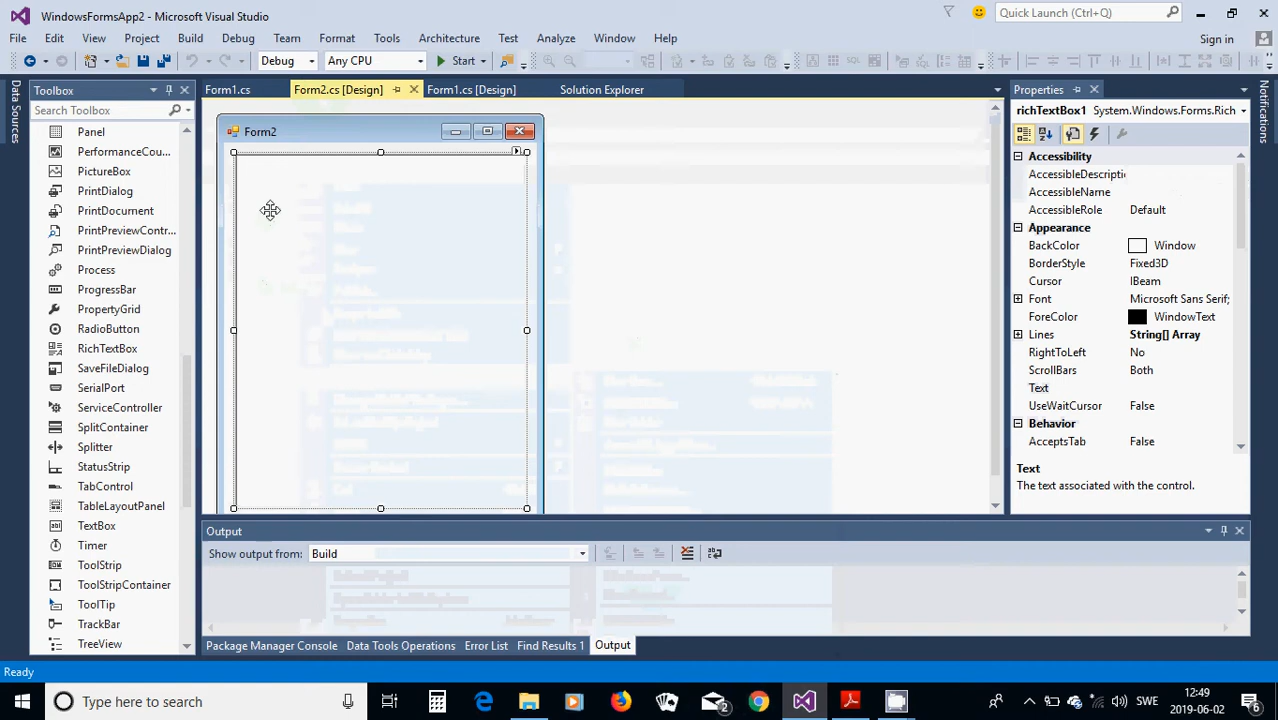 WindowsFormsApp2 - Microsoft Visual Studio
Quick Launch (Ctrl+Q)
File Edit View Project Build Debug Team Format Tools Architecture Test Analyze Window Help
Sign in
Debug Any CPU Start
Data Sources
Toolbox
Search Toolbox
Panel
PerformanceCou...
PictureBox
PrintDialog
PrintDocument
PrintPreviewContr...
PrintPreviewDialog
Process
ProgressBar
PropertyGrid
RadioButton
RichTextBox
SaveFileDialog
SerialPort
ServiceController
SplitContainer
Splitter
StatusStrip
TabControl
TableLayoutPanel
TextBox
Timer
ToolStrip
ToolStripContainer
ToolTip
TrackBar
TreeView
Form1.cs Form2.cs [Design] Form1.cs [Design] Solution Explorer
Form2
Output
Show output from: Build
Package Manager Console Data Tools Operations Error List Find Results 1 Output
Properties
richTextBox1 System.Windows.Forms.Rich
Accessibility
AccessibleDescripti
AccessibleName
AccessibleRole Default
Appearance
BackColor Window
BorderStyle Fixed3D
Cursor IBeam
Font Microsoft Sans Serif;
ForeColor WindowText
Lines String[] Array
RightToLeft No
ScrollBars Both
Text
UseWaitCursor False
Behavior
AcceptsTab False
Text
The text associated with the control.
Notifications
Ready
Type here to search
2
SWE
12:49
2019-06-02
6